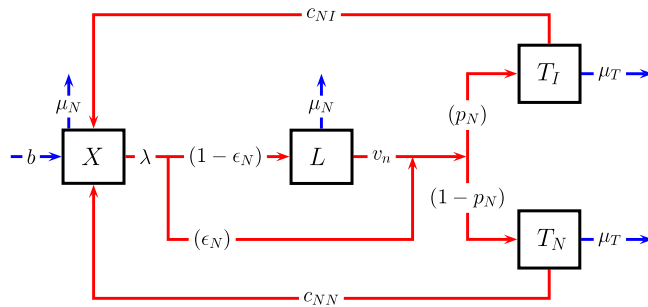 c_{NI}
μ_N
μ_N
T_I
μ_T
(p_N)
b
X
λ
(1 − ε_N)
L
v_n
(1 − p_N)
(ε_N)
T_N
μ_T
c_{NN}